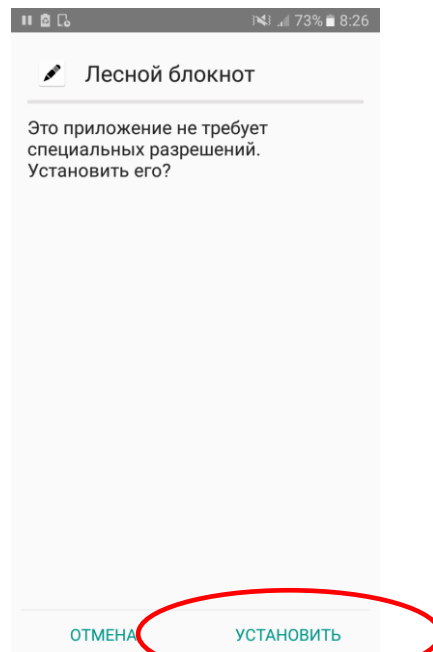 73% 8:26
Лесной блокнот
Это приложение не требует
специальных разрешений.
Установить его?
ОТМЕНА УСТАНОВИТЬ